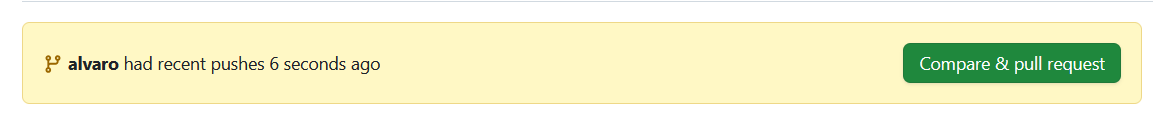 alvaro had recent pushes 6 seconds ago
Compare & pull request